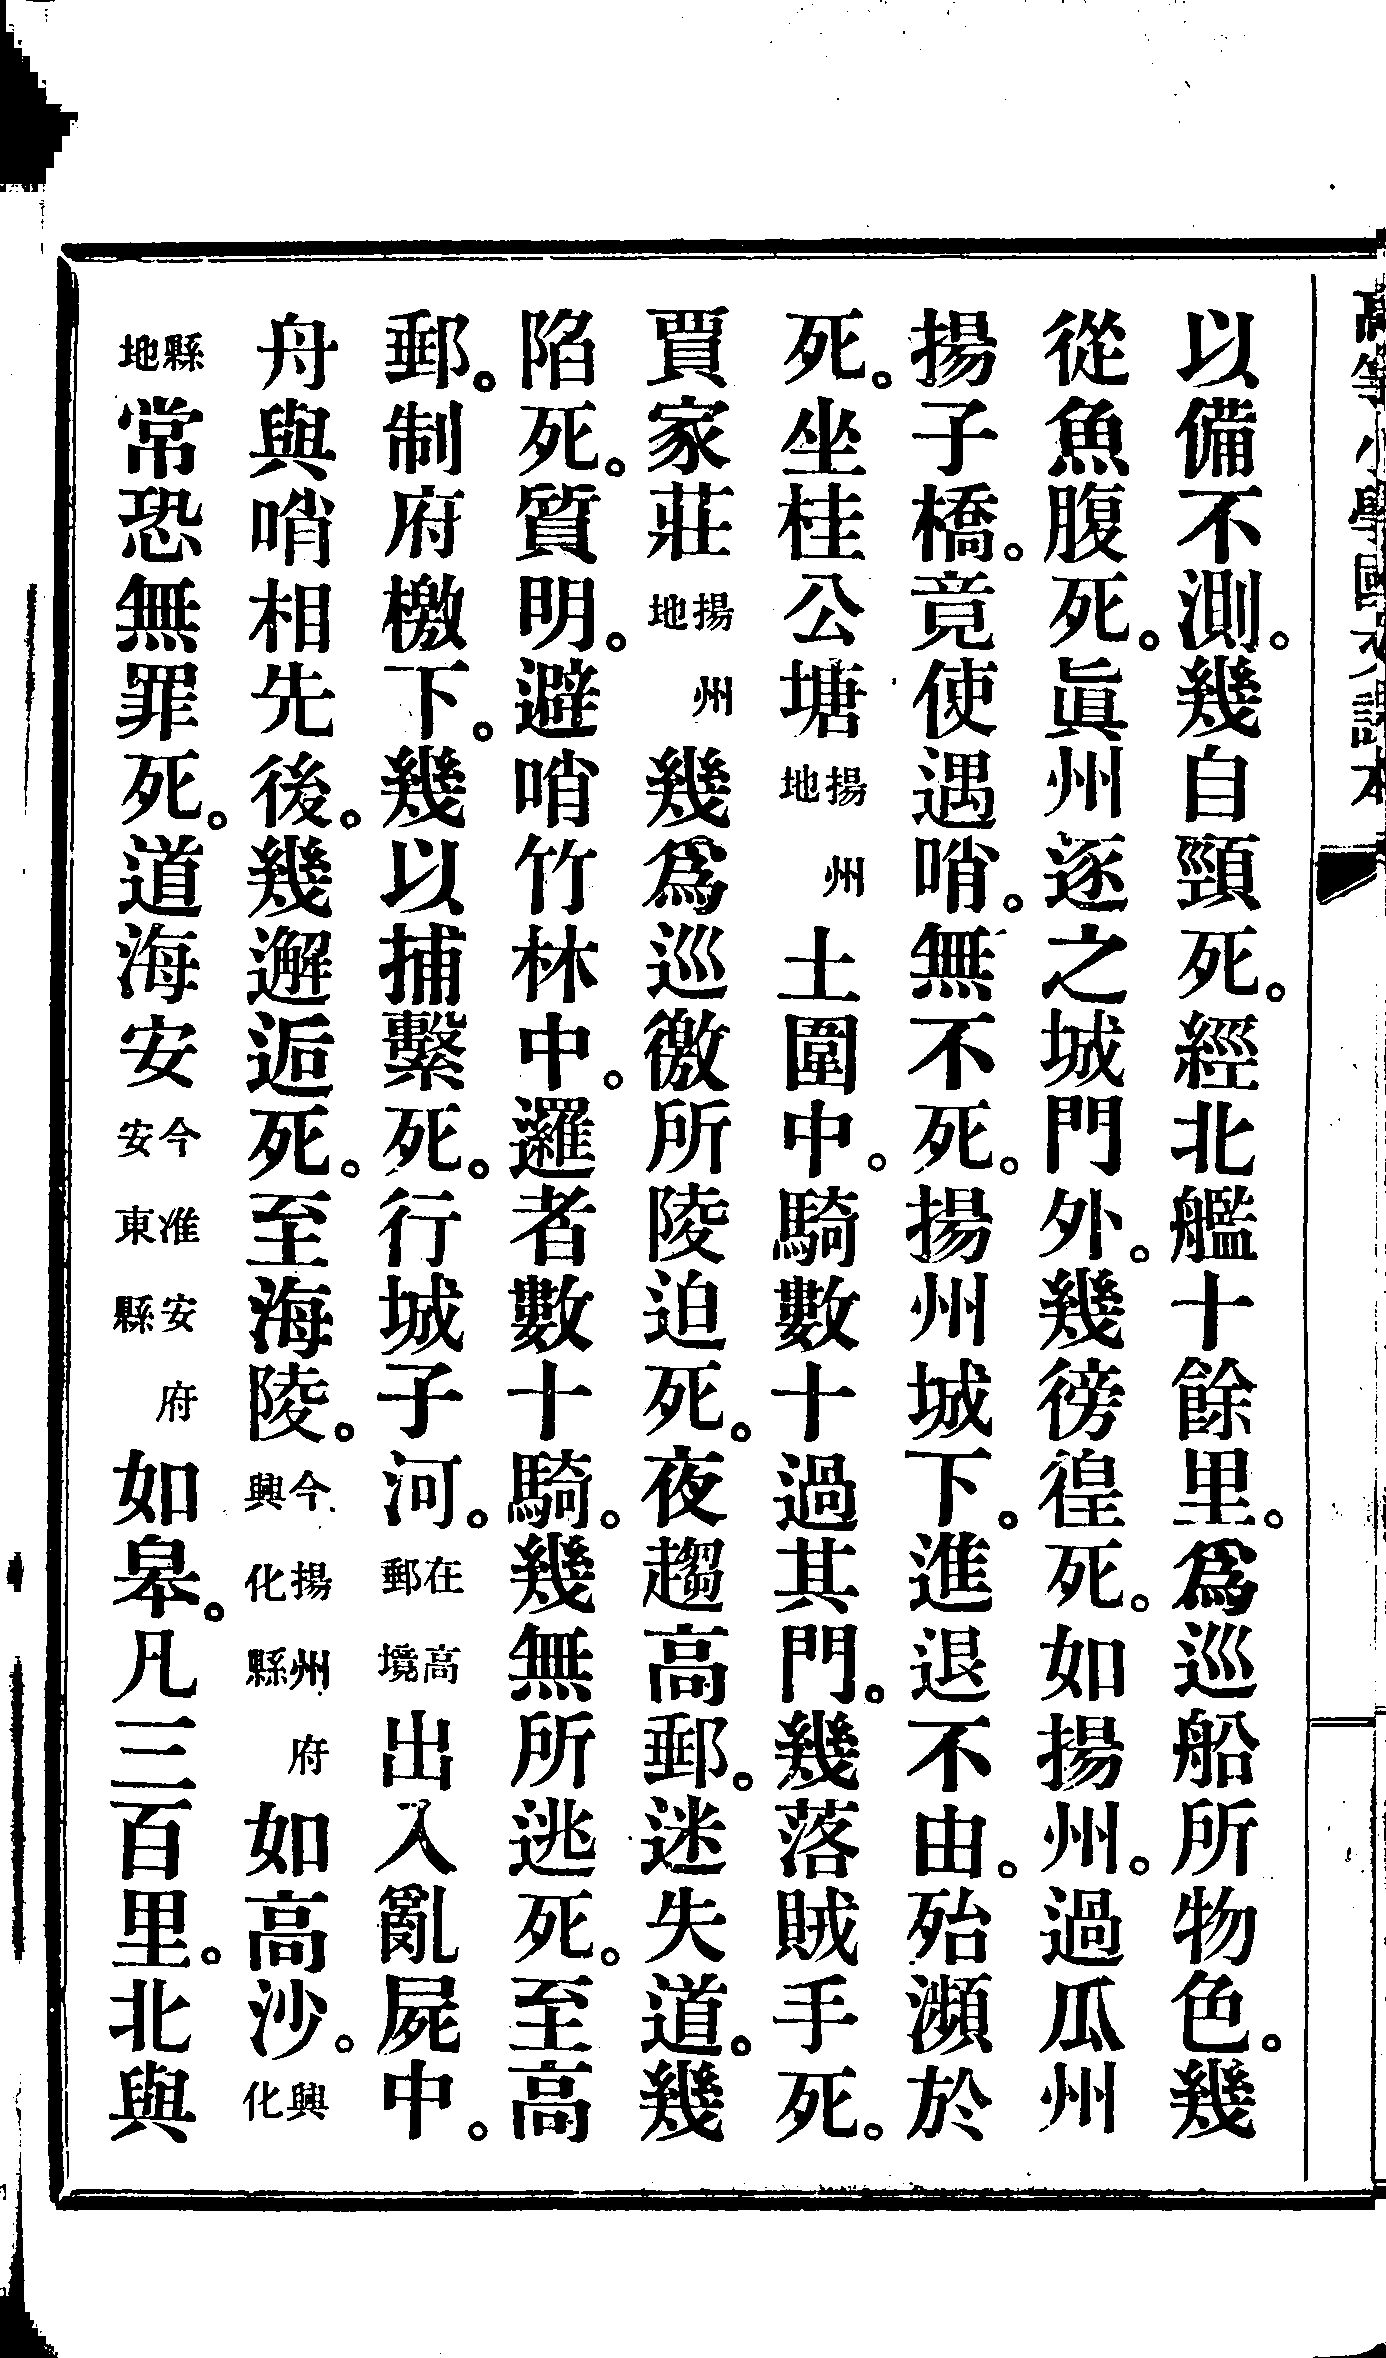 高等小學國文課本
以備不測。幾自頸死。經北艦十餘里。爲巡船所物色。幾
從魚腹死。眞州逐之城門外。幾徬徨死。如揚州。過瓜州
揚子橋。竟使遇哨。無不死。揚州城下。進退不由。殆瀕於
死。坐桂公塘揚州地土圍中。騎數十過其門。幾落賊手死。
賈家莊揚州地幾爲巡徼所陵迫死。夜趨高郵。迷失道。幾
陷死。質明。避哨竹林中。邏者數十騎。幾無所逃死。至高
郵。制府檄下。幾以捕繫死。行城子河。在高郵境出入亂屍中。
舟與哨相先後。幾邂逅死。至海陵。今揚州府興化縣如高沙。興化
縣地常恐無罪死。道海安今淮安府安東縣如皋。凡三百里。北與